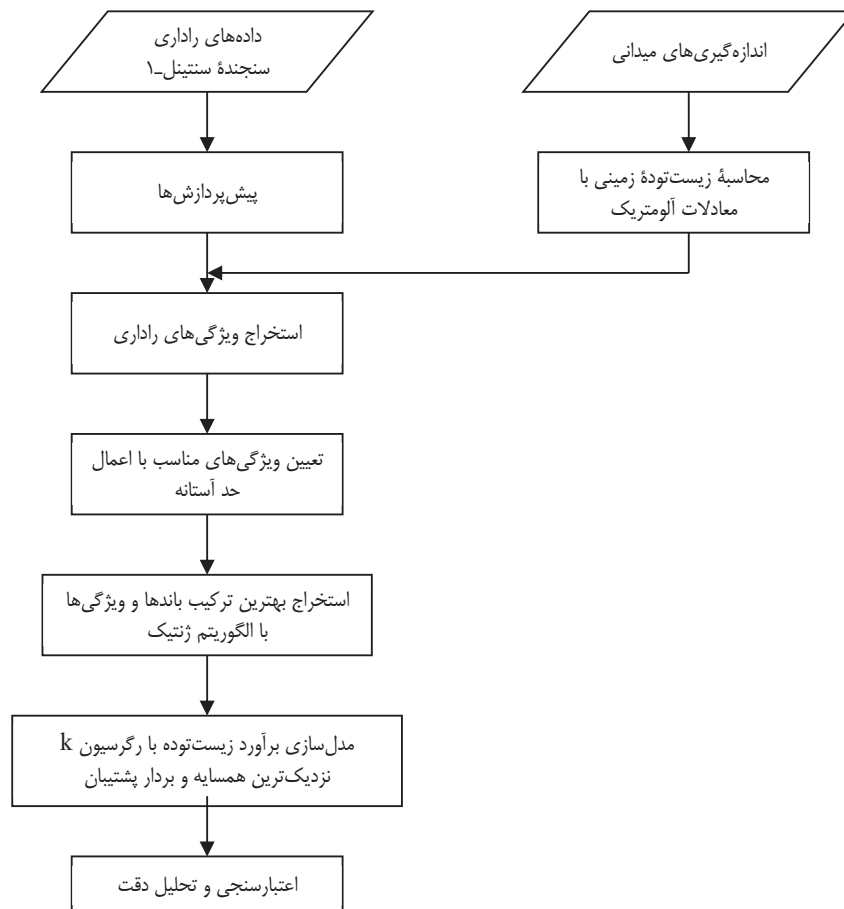 داده‌های راداری
سنجندهٔ سنتینل-۱
اندازه‌گیری‌های میدانی
پیش‌پردازش‌ها
محاسبهٔ زیست‌تودهٔ زمینی با
معادلات آلومتریک
استخراج ویژگی‌های راداری
تعیین ویژگی‌های مناسب با اعمال
حد آستانه
استخراج بهترین ترکیب باندها و ویژگی‌ها
با الگوریتم ژنتیک
مدل‌سازی برآورد زیست‌توده با رگرسیون k
نزدیک‌ترین همسایه و بردار پشتیبان
اعتبارسنجی و تحلیل دقت